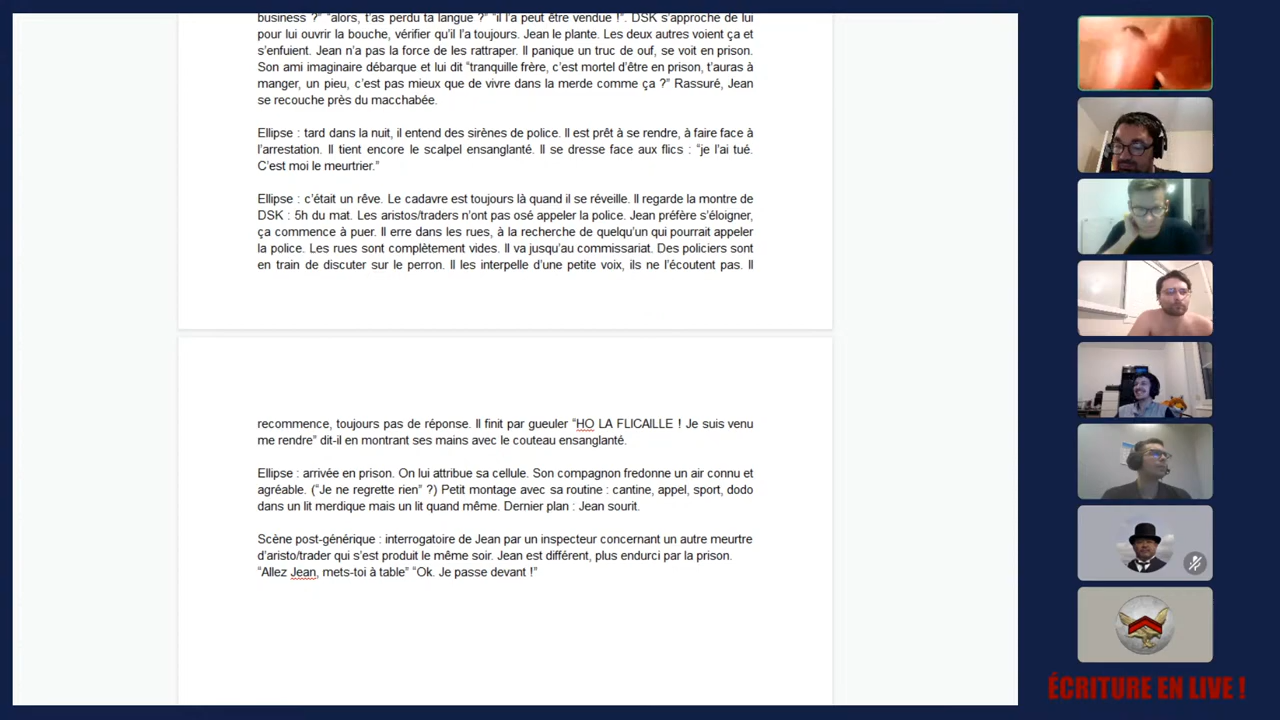 business ?” “alors, t’as perdu ta langue ?” “il l’a peut être vendue !”. DSK s’approche de lui
pour lui ouvrir la bouche, vérifier qu’il l’a toujours. Jean le plante. Les deux autres voient ça et
s’enfuient. Jean n’a pas la force de les rattraper. Il panique un truc de ouf, se voit en prison.
Son ami imaginaire débarque et lui dit “tranquille frère, c’est mortel d’être en prison, t’auras à
manger, un pieu, c’est pas mieux que de vivre dans la merde comme ça ?” Rassuré, Jean
se recouche près du macchabée.
Ellipse : tard dans la nuit, il entend des sirènes de police. Il est prêt à se rendre, à faire face à
l’arrestation. Il tient encore le scalpel ensanglanté. Il se dresse face aux flics : “je l’ai tué.
C’est moi le meurtrier.”
Ellipse : c’était un rêve. Le cadavre est toujours là quand il se réveille. Il regarde la montre de
DSK : 5h du mat. Les aristos/traders n’ont pas osé appeler la police. Jean préfère s’éloigner,
ça commence à puer. Il erre dans les rues, à la recherche de quelqu’un qui pourrait appeler
la police. Les rues sont complètement vides. Il va jusqu’au commissariat. Des policiers sont
en train de discuter sur le perron. Il les interpelle d’une petite voix, ils ne l’écoutent pas. Il
recommence, toujours pas de réponse. Il finit par gueuler “HO LA FLICAILLE ! Je suis venu
me rendre” dit-il en montrant ses mains avec le couteau ensanglanté.
Ellipse : arrivée en prison. On lui attribue sa cellule. Son compagnon fredonne un air connu et
agréable. (“Je ne regrette rien” ?) Petit montage avec sa routine : cantine, appel, sport, dodo
dans un lit merdique mais un lit quand même. Dernier plan : Jean sourit.
Scène post-générique : interrogatoire de Jean par un inspecteur concernant un autre meurtre
d’aristo/trader qui s’est produit le même soir. Jean est différent, plus endurci par la prison.
“Allez Jean, mets-toi à table” “Ok. Je passe devant !”
ÉCRITURE EN LIVE !